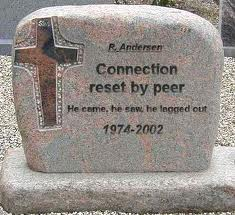 R. Andersen
Connection
reset by peer
He came, he saw, he logged out
1974-2002